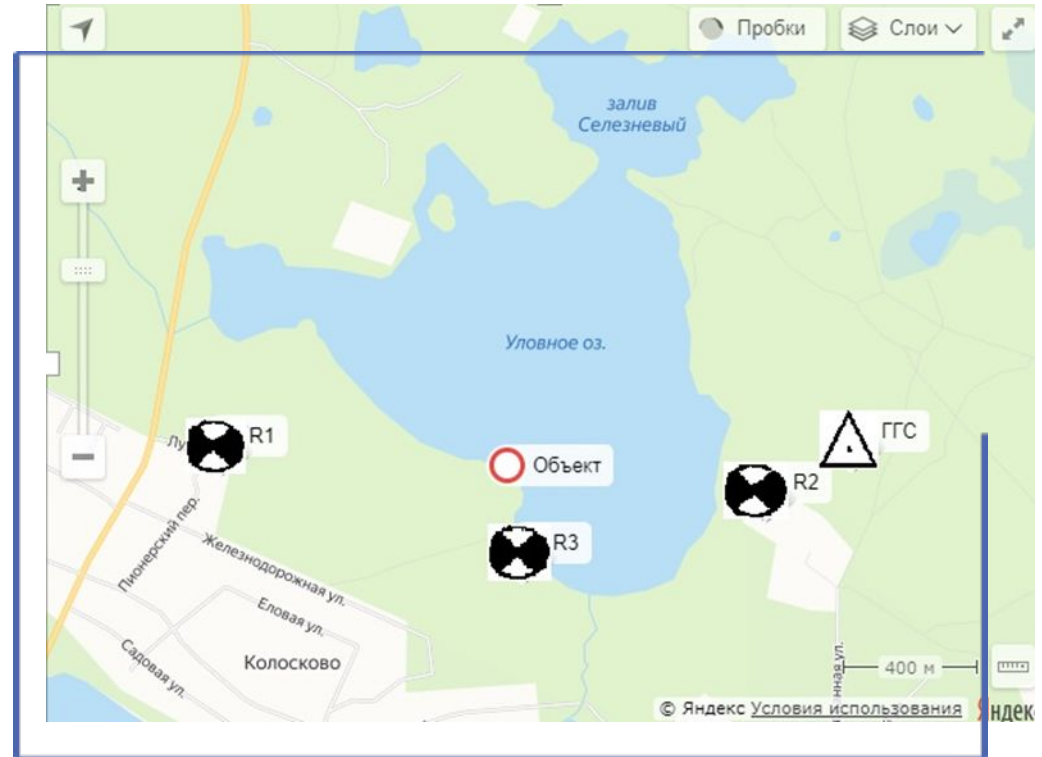 Пробки
Слои
залив
Селезневый
Уловное оз.
R1
ГГС
Объект
R2
R3
Пионерский пер.
Железнодорожная ул.
Еловая ул.
Садовая ул.
Колосково
400 м
© Яндекс Условия использования